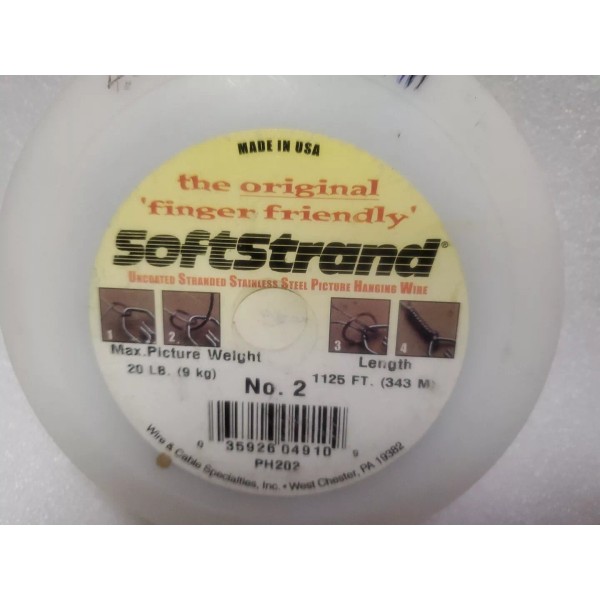 MADE IN USA
the original
'finger friendly'
SoftStrand®
UNCOATED STRANDED STAINLESS STEEL PICTURE HANGING WIRE
1 2 3 4
Max. Picture Weight
20 LB. (9 kg)
Length
1125 FT. (343 M)
No. 2
0 35926 04910 9
PH202
Wire & Cable Specialties, Inc. • West Chester, PA 19382